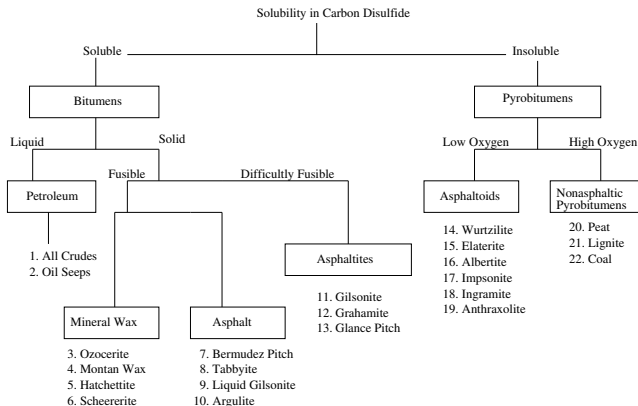 Solubility in Carbon Disulfide
Soluble
Insoluble
Bitumens
Pyrobitumens
Liquid
Solid
Low Oxygen
High Oxygen
Fusible
Difficultly Fusible
Petroleum
Asphaltoids
Nonasphaltic
Pyrobitumens
1. All Crudes
2. Oil Seeps
14. Wurtzilite
15. Elaterite
16. Albertite
17. Impsonite
18. Ingramite
19. Anthraxolite
20. Peat
21. Lignite
22. Coal
Asphaltites
11. Gilsonite
12. Grahamite
13. Glance Pitch
Mineral Wax
Asphalt
3. Ozocerite
4. Montan Wax
5. Hatchettite
6. Scheererite
7. Bermudez Pitch
8. Tabbyite
9. Liquid Gilsonite
10. Argulite